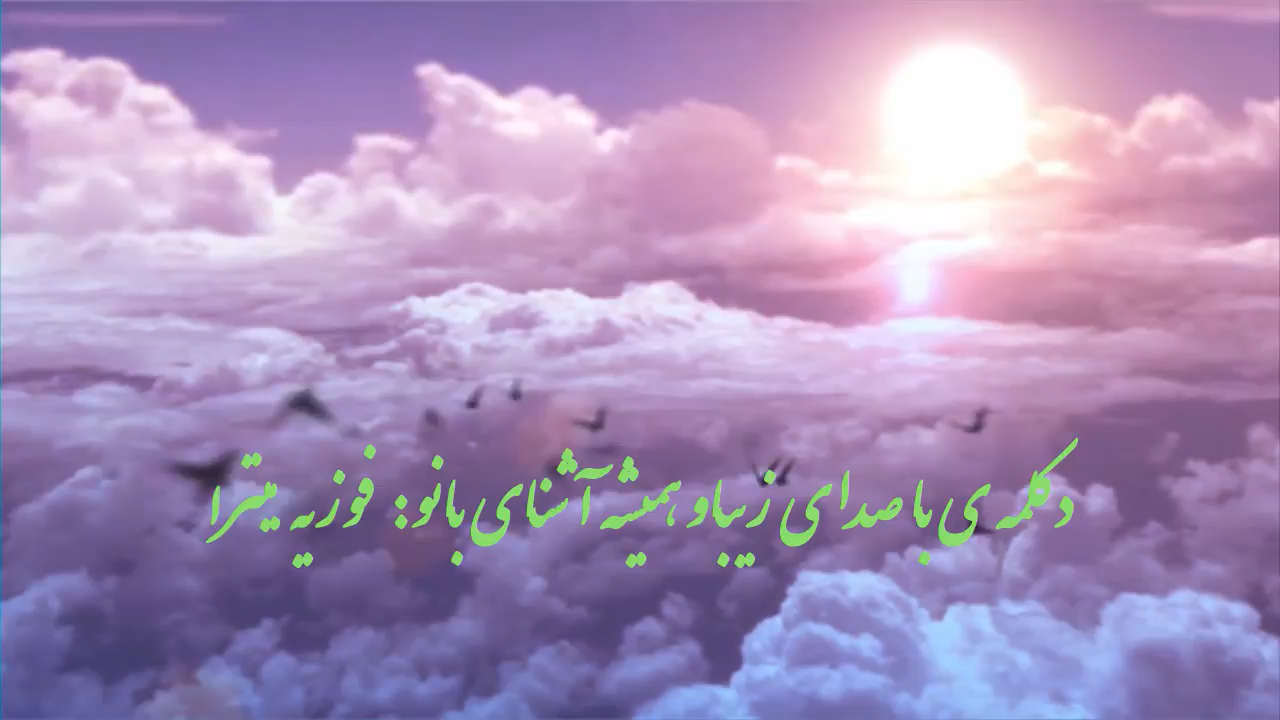 دکلمه ی با صدای زیبا و همیشه آشنای بانو: فوزیه میترا